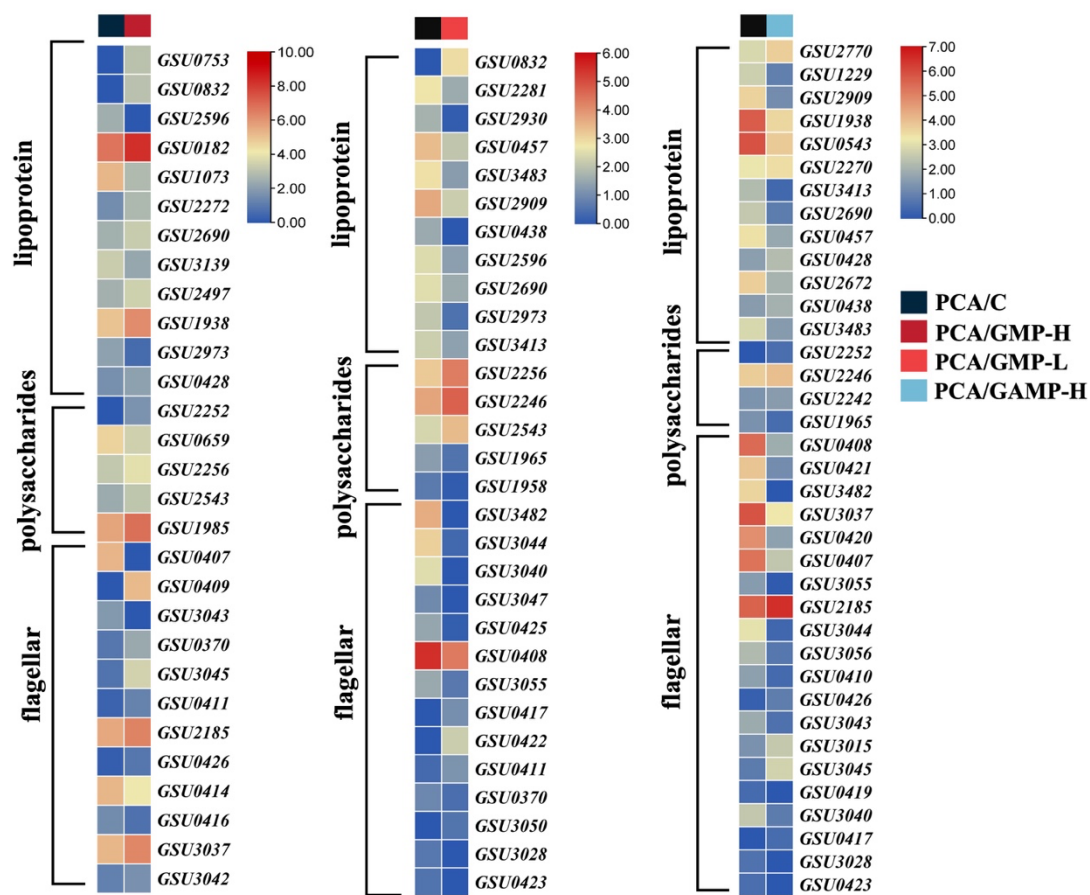 lipoprotein
polysaccharides
flagellar
GSU0753
GSU0832
GSU2596
GSU0182
GSU1073
GSU2272
GSU2690
GSU3139
GSU2497
GSU1938
GSU2973
GSU0428
GSU2252
GSU0659
GSU2256
GSU2543
GSU1985
GSU0407
GSU0409
GSU3043
GSU0370
GSU3045
GSU0411
GSU2185
GSU0426
GSU0414
GSU0416
GSU3037
GSU3042
10.00
8.00
6.00
4.00
2.00
0.00
lipoprotein
polysaccharides
flagellar
GSU0832
GSU2281
GSU2930
GSU0457
GSU3483
GSU2909
GSU0438
GSU2596
GSU2690
GSU2973
GSU3413
GSU2256
GSU2246
GSU2543
GSU1965
GSU1958
GSU3482
GSU3044
GSU3040
GSU3047
GSU0425
GSU0408
GSU3055
GSU0417
GSU0422
GSU0411
GSU0370
GSU3050
GSU3028
GSU0423
6.00
5.00
4.00
3.00
2.00
1.00
0.00
lipoprotein
polysaccharides
flagellar
GSU2770
GSU1229
GSU2909
GSU1938
GSU0543
GSU2270
GSU3413
GSU2690
GSU0457
GSU0428
GSU2672
GSU0438
GSU3483
GSU2252
GSU2246
GSU2242
GSU1965
GSU0408
GSU0421
GSU3482
GSU3037
GSU0420
GSU0407
GSU3055
GSU2185
GSU3044
GSU3056
GSU0410
GSU0426
GSU3043
GSU3015
GSU3045
GSU0419
GSU3040
GSU0417
GSU3028
GSU0423
7.00
6.00
5.00
4.00
3.00
2.00
1.00
0.00
PCA/C
PCA/GMP-H
PCA/GMP-L
PCA/GAMP-H